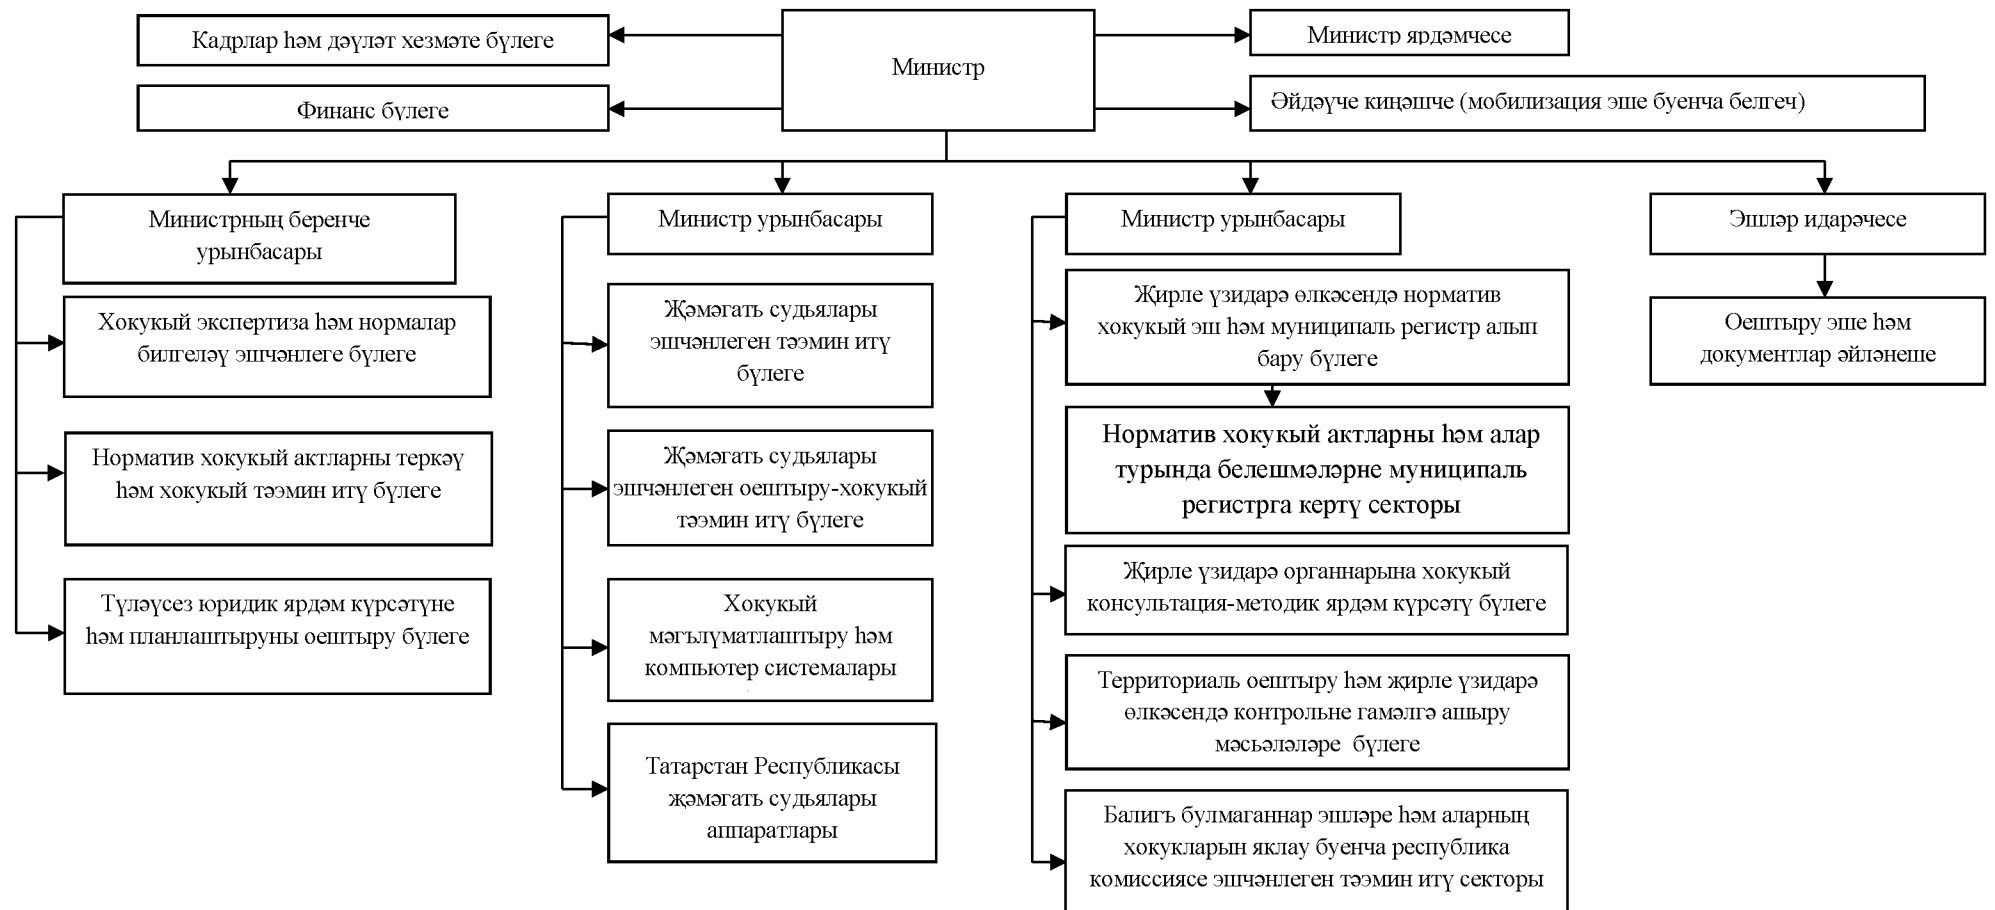 Кадрлар һәм дәүләт хезмәте бүлеге
Министр
Министр ярдәмчесе
Финанс бүлеге
Әйдәүче киңәшче (мобилизация эше буенча белгеч)
Министрның беренче
урынбасары
Хокукый экспертиза һәм нормалар
билгеләү эшчәнлеге бүлеге
Норматив хокукый актларны теркәү
һәм хокукый тәэмин итү бүлеге
Түләүсез юридик ярдәм күрсәтүне
һәм планлаштыруны оештыру бүлеге
Министр урынбасары
Җәмәгать судьялары
эшчәнлеген тәэмин итү
бүлеге
Җәмәгать судьялары
эшчәнлеген оештыру-хокукый
тәэмин итү бүлеге
Хокукый
мәгълүматлаштыру һәм
компьютер системалары
Татарстан Республикасы
җәмәгать судьялары
аппаратлары
Министр урынбасары
Җирле үзидарә өлкәсендә норматив
хокукый эш һәм муниципаль регистр алып
бару бүлеге
Норматив хокукый актларны һәм алар
турында белешмәләрне муниципаль
регистрга кертү секторы
Җирле үзидарә органнарына хокукый
консультация-методик ярдәм күрсәтү бүлеге
Территориаль оештыру һәм җирле үзидарә
өлкәсендә контрольне гамәлгә ашыру
мәсьәләләре бүлеге
Балигъ булмаганнар эшләре һәм аларның
хокукларын яклау буенча республика
комиссиясе эшчәнлеген тәэмин итү секторы
Эшләр идарәчесе
Оештыру эше һәм
документлар әйләнеше